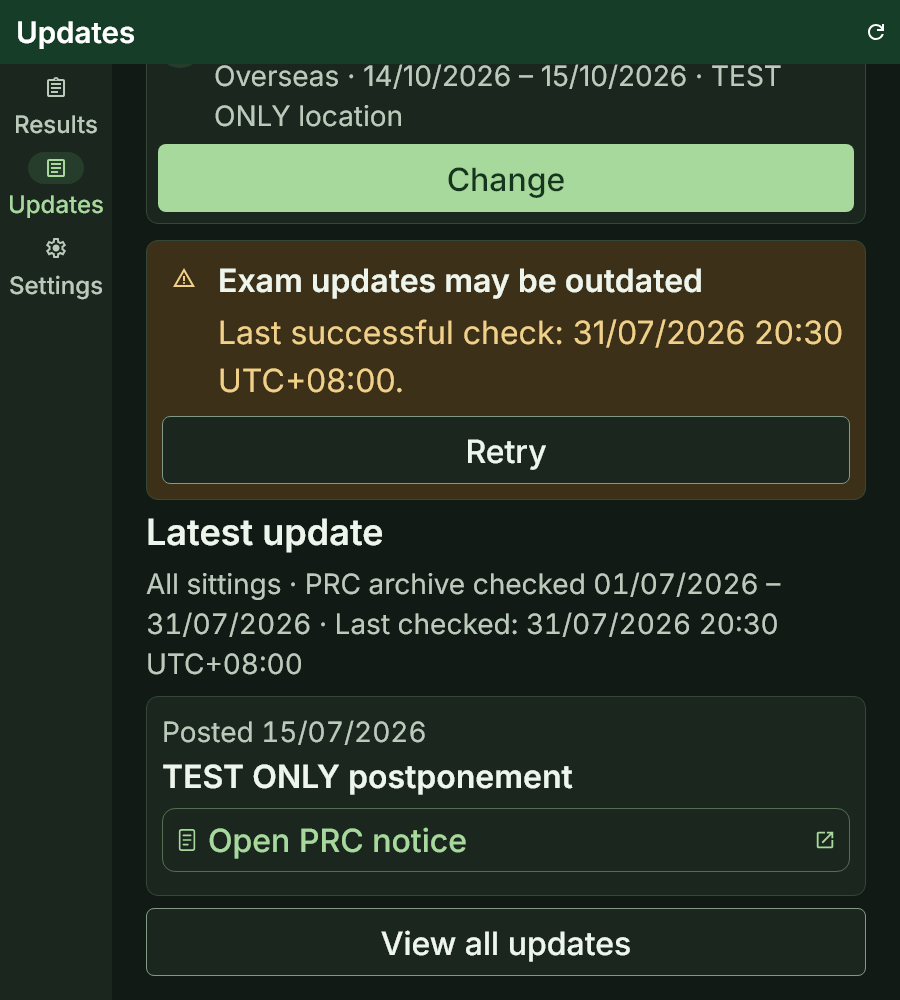 Updates
Results
Updates
Settings
Overseas · 14/10/2026 – 15/10/2026 · TEST
ONLY location
Change
Exam updates may be outdated
Last successful check: 31/07/2026 20:30
UTC+08:00.
Retry
Latest update
All sittings · PRC archive checked 01/07/2026 –
31/07/2026 · Last checked: 31/07/2026 20:30
UTC+08:00
Posted 15/07/2026
TEST ONLY postponement
Open PRC notice
View all updates